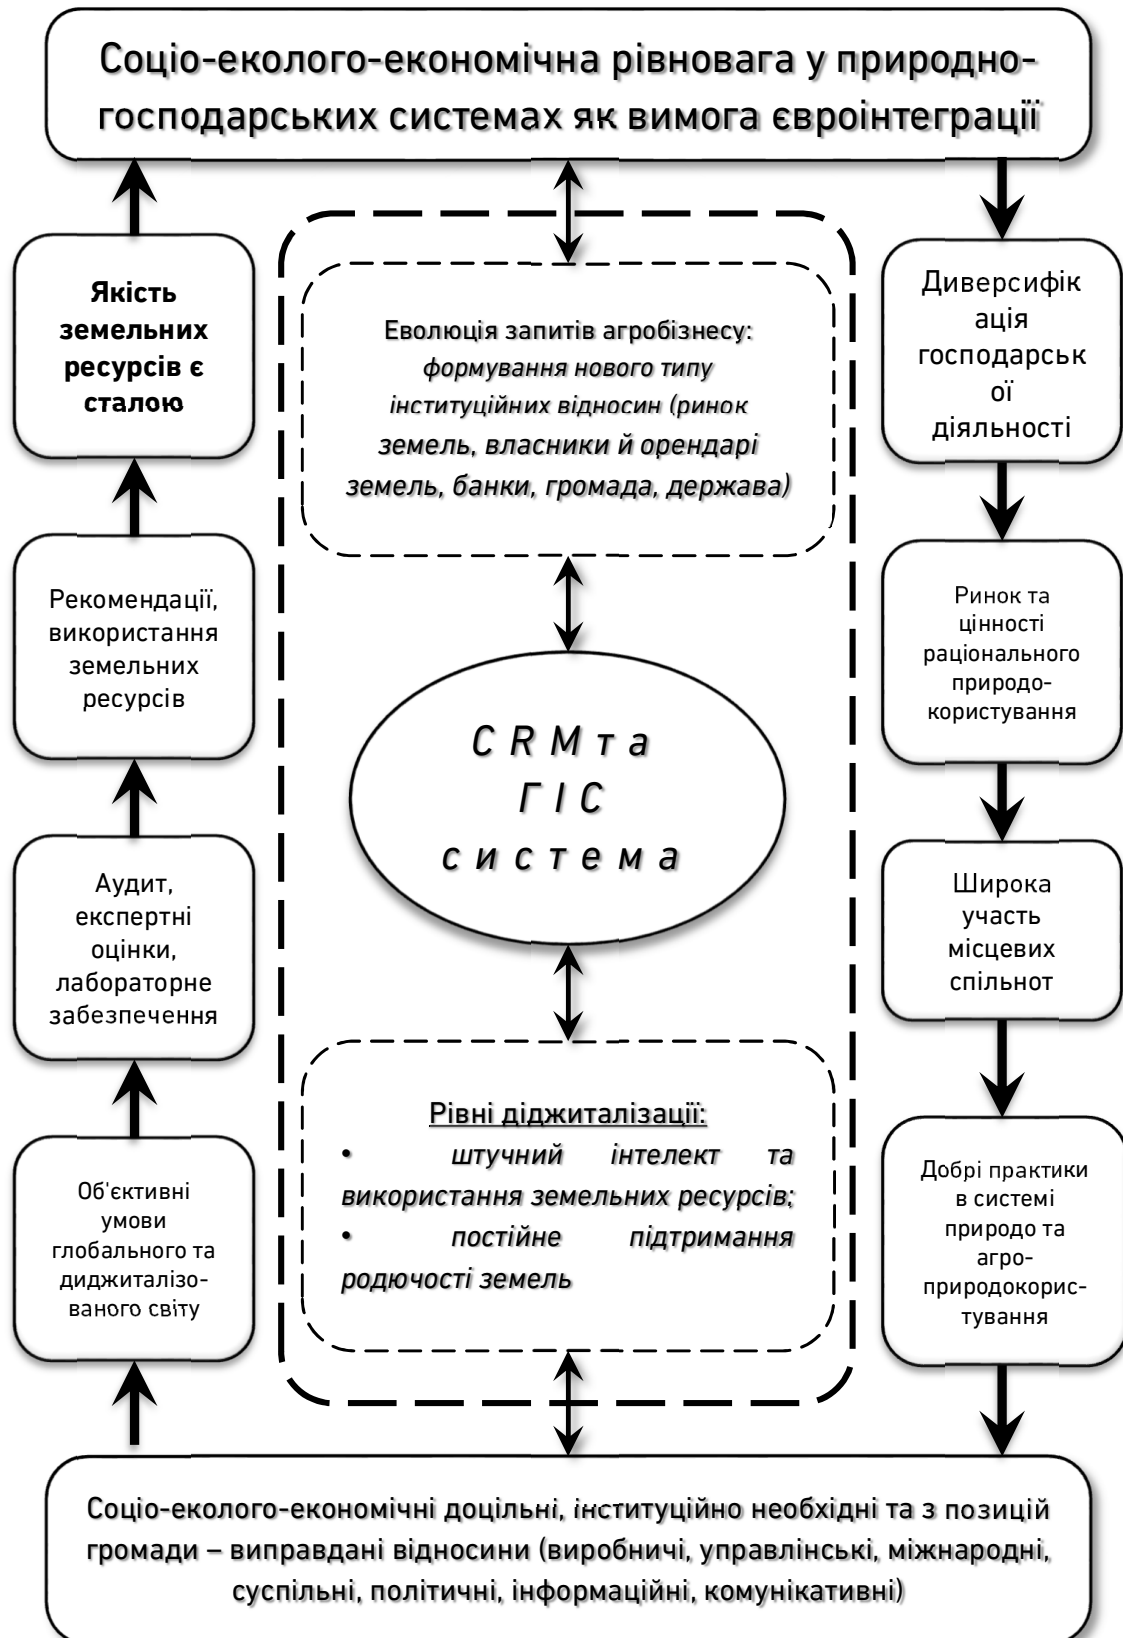 Соціо-еколого-економічна рівновага у природно-
господарських системах як вимога євроінтеграції
Якість
земельних
ресурсів є
сталою
Рекомендації,
використання
земельних
ресурсів
Аудит,
експертні
оцінки,
лабораторне
забезпечення
Об'єктивні
умови
глобального та
диджиталізо-
ваного світу
Еволюція запитів агробізнесу:
формування нового типу
інституційних відносин (ринок
земель, власники й орендарі
земель, банки, громада, держава)
CRM та
ГІС
система
Рівні діджиталізації:
• штучний інтелект та
використання земельних ресурсів;
• постійне підтримання
родючості земель
Диверсифік
ація
господарськ
ої
діяльності
Ринок та
цінності
раціонального
природо-
користування
Широка
участь
місцевих
спільнот
Добрі практики
в системі
природо та
агро-
природокорис-
тування
Соціо-еколого-економічні доцільні, інституційно необхідні та з позицій
громади – виправдані відносини (виробничі, управлінські, міжнародні,
суспільні, політичні, інформаційні, комунікативні)